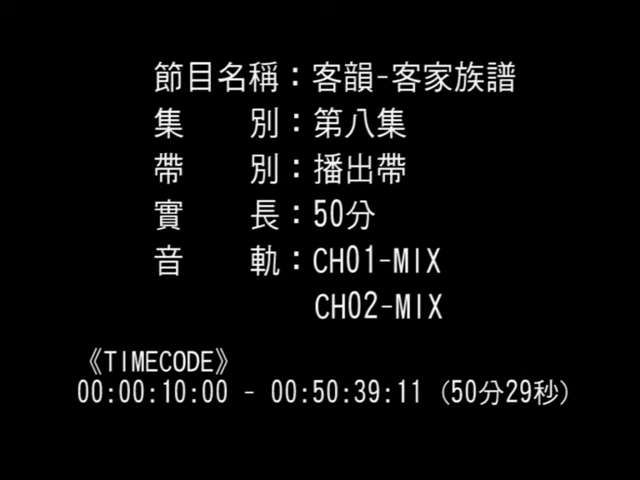 節目名稱：客韻-客家族譜
集　　別：第八集
帶　　別：播出帶
實　　長：50分
音　　軌：CH01-MIX
CH02-MIX
《TIMECODE》
00:00:10:00 - 00:50:39:11 (50分29秒)